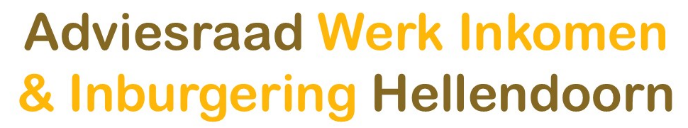 Adviesraad Werk Inkomen
& Inburgering Hellendoorn